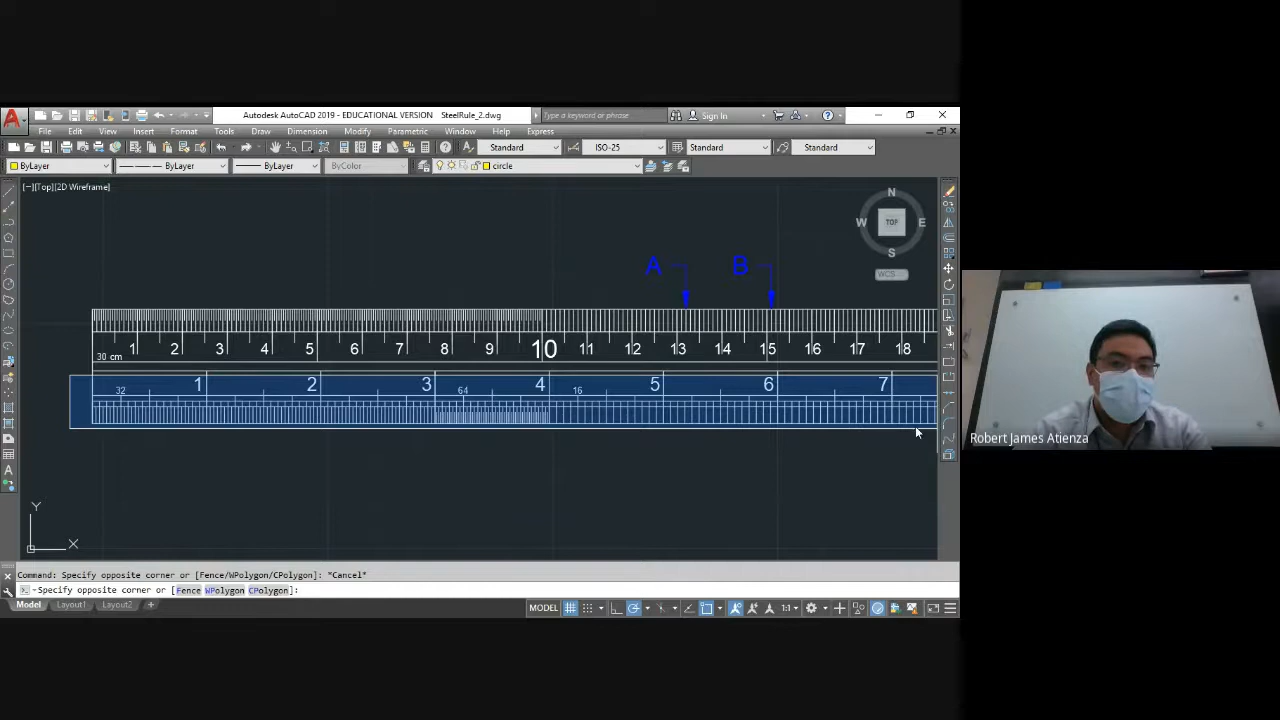 Autodesk AutoCAD 2019 - EDUCATIONAL VERSION SteelRule_2.dwg
Type a keyword or phrase
Sign In
File Edit View Insert Format Tools Draw Dimension Modify Parametric Window Help Express
Standard ISO-25 Standard Standard
ByLayer ByLayer ByLayer ByColor circle
[−][Top][2D Wireframe]
N
W TOP E
S
WCS
A B
1 2 3 4 5 6 7 8 9 10 11 12 13 14 15 16 17 18
30 cm
1 2 3 4 5 6 7
32 64 16
Robert James Atienza
Y
X
Command: Specify opposite corner or [Fence/WPolygon/CPolygon]: *Cancel*
Specify opposite corner or [Fence WPolygon CPolygon]:
Model Layout1 Layout2 +
MODEL 1:1